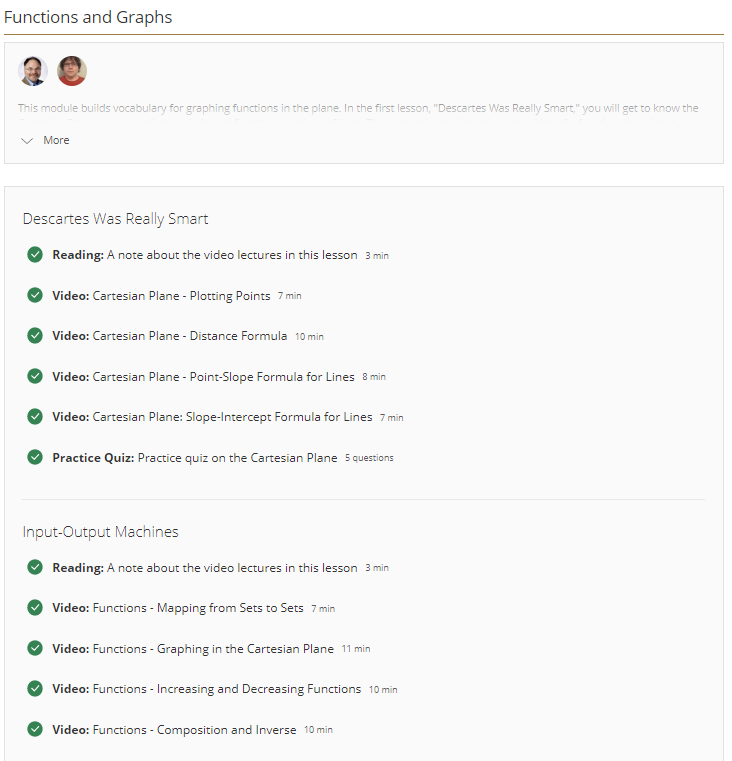 Functions and Graphs
This module builds vocabulary for graphing functions in the plane. In the first lesson, "Descartes Was Really Smart," you will get to know the
More
Descartes Was Really Smart
Reading: A note about the video lectures in this lesson 3 min
Video: Cartesian Plane - Plotting Points 7 min
Video: Cartesian Plane - Distance Formula 10 min
Video: Cartesian Plane - Point-Slope Formula for Lines 8 min
Video: Cartesian Plane: Slope-Intercept Formula for Lines 7 min
Practice Quiz: Practice quiz on the Cartesian Plane 5 questions
Input-Output Machines
Reading: A note about the video lectures in this lesson 3 min
Video: Functions - Mapping from Sets to Sets 7 min
Video: Functions - Graphing in the Cartesian Plane 11 min
Video: Functions - Increasing and Decreasing Functions 10 min
Video: Functions - Composition and Inverse 10 min